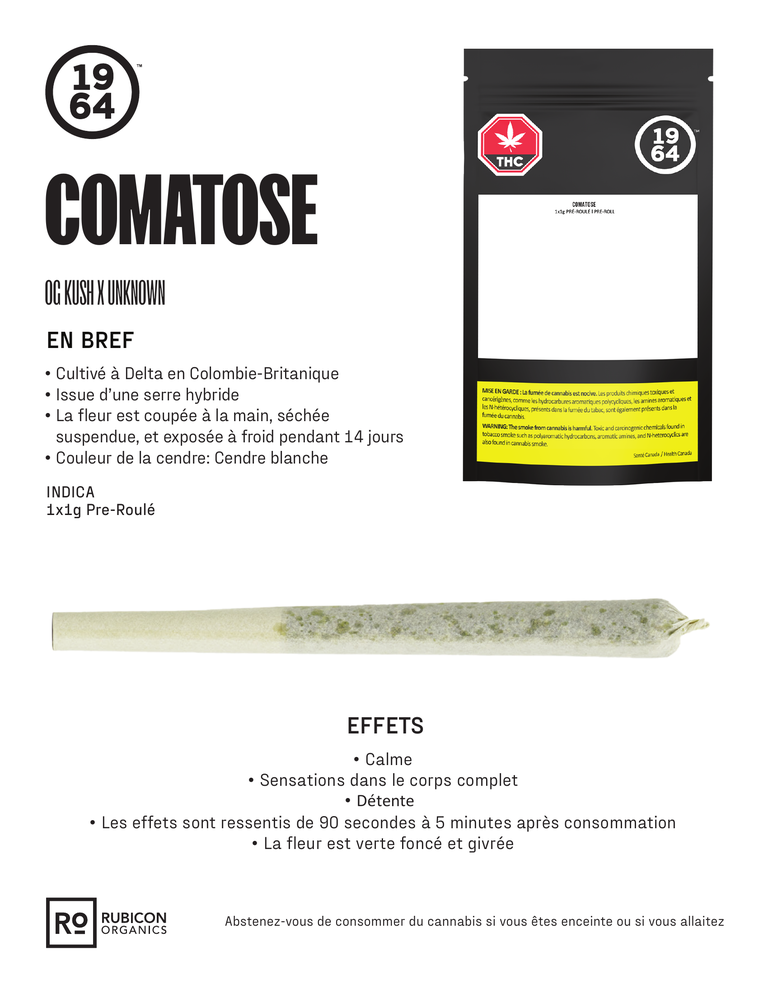 19
64
™
COMATOSE
OG KUSH X UNKNOWN
EN BREF
• Cultivé à Delta en Colombie-Britanique
• Issue d'une serre hybride
• La fleur est coupée à la main, séchée
suspendue, et exposée à froid pendant 14 jours
• Couleur de la cendre: Cendre blanche
INDICA
1x1g Pre-Roulé
THC
19
64
COMATOSE
1x1g PRÉ-ROULÉ | PRE-ROLL
MISE EN GARDE : La fumée de cannabis est nocive. Les produits chimiques toxiques et
cancérigènes, comme les hydrocarbures aromatiques polycycliques, les amines aromatiques et
les N-hétérocycliques, présents dans la fumée du tabac, sont également présents dans la
fumée du cannabis.
WARNING: The smoke from cannabis is harmful. Toxic and carcinogenic chemicals found in
tobacco smoke such as polyaromatic hydrocarbons, aromatic amines, and N-heterocyclics are
also found in cannabis smoke.
Santé Canada / Health Canada
EFFETS
• Calme
• Sensations dans le corps complet
• Détente
• Les effets sont ressentis de 90 secondes à 5 minutes après consommation
• La fleur est verte foncé et givrée
Ro
RUBICON
ORGANICS
Abstenez-vous de consommer du cannabis si vous êtes enceinte ou si vous allaitez